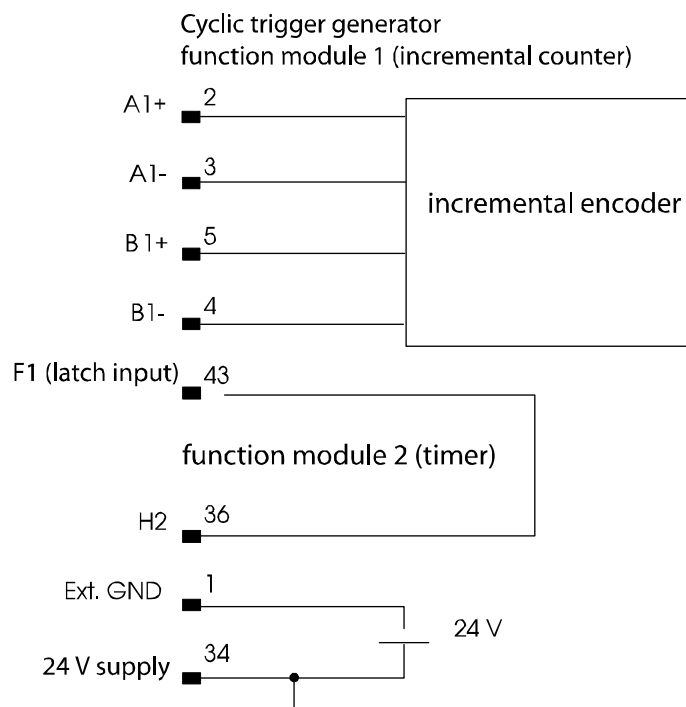 Cyclic trigger generator
function module 1 (incremental counter)
A1+ 2
A1- 3
incremental encoder
B1+ 5
B1- 4
F1 (latch input) 43
function module 2 (timer)
H2 36
Ext. GND 1
24 V
24 V supply 34